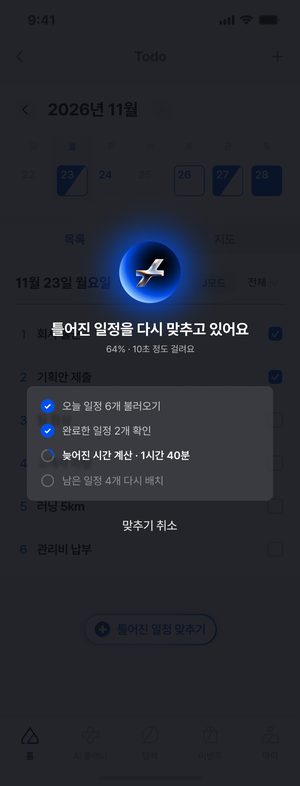 9:41
Todo
2026년 11월
월
22
23
24
25
26
27
28
목록
지도
11월 23일 월요일
모드
전체
1
틀어진 일정을 다시 맞추고 있어요
64% · 10초 정도 걸려요
2 기획안 제출
오늘 일정 6개 불러오기
3
완료한 일정 2개 확인
늦어진 시간 계산 · 1시간 40분
남은 일정 4개 다시 배치
5 러닝 5km
맞추기 취소
6 관리비 납부
틀어진 일정 맞추기
홈